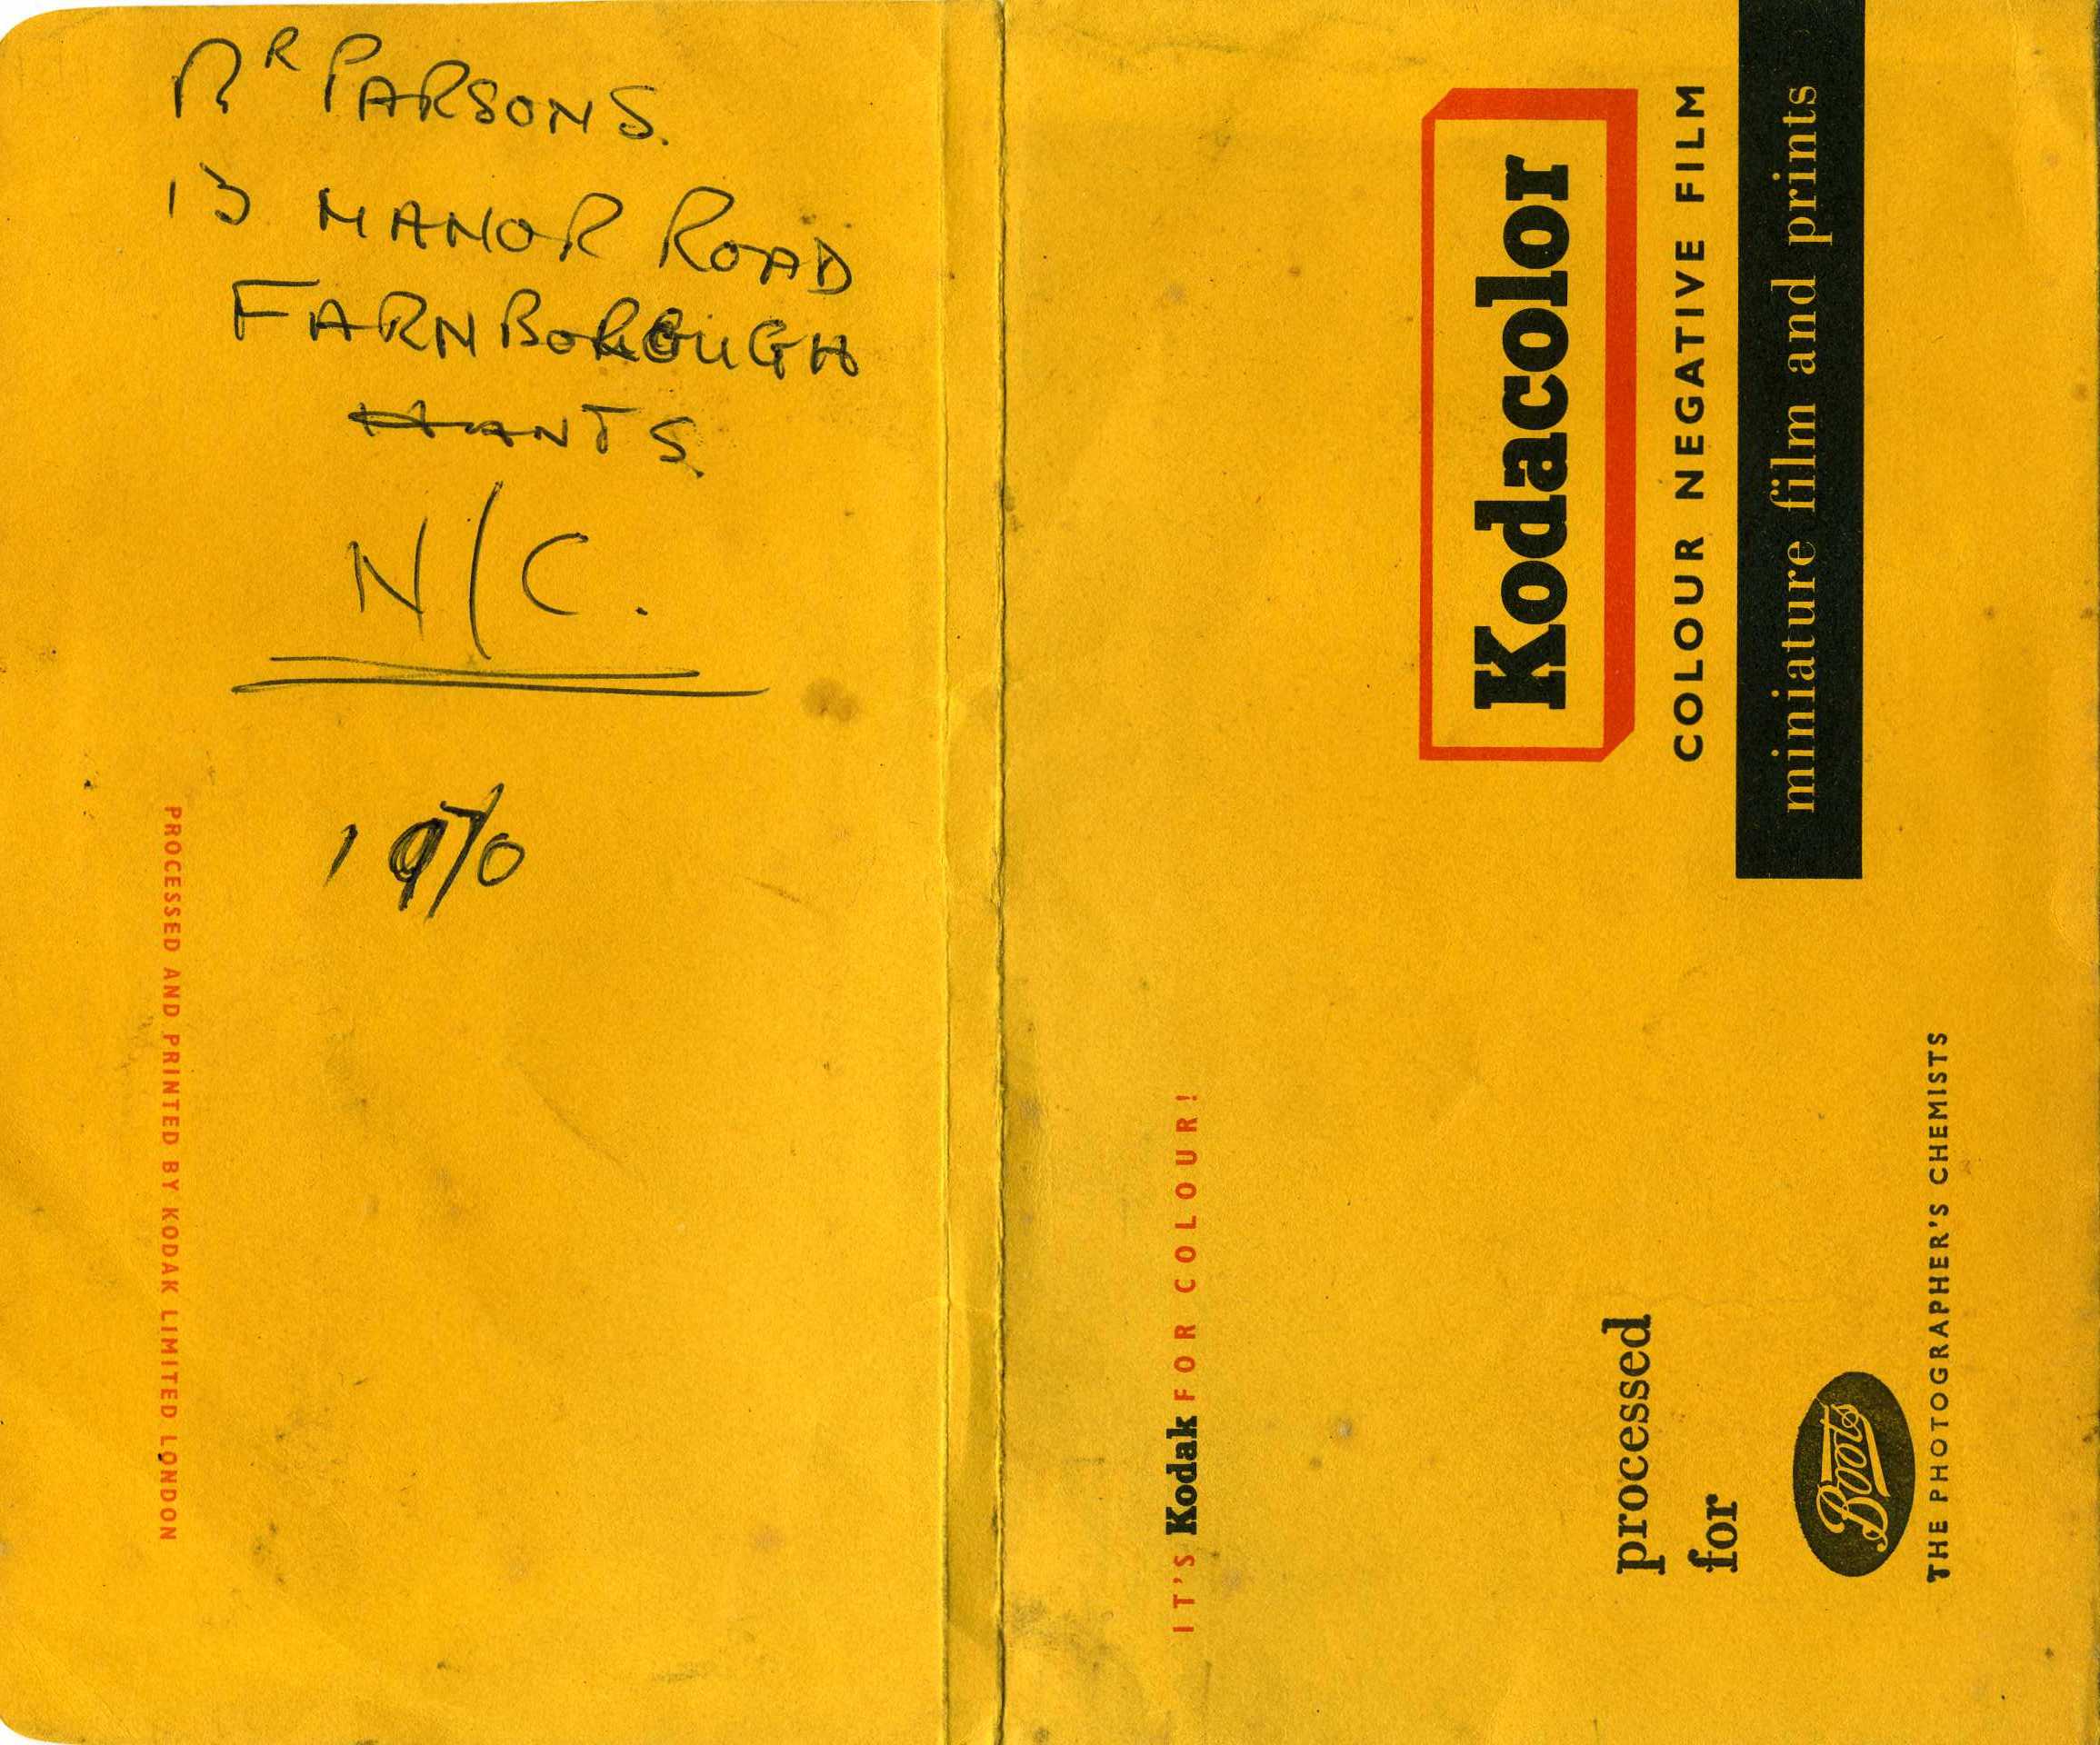 Mʀ PARSONS.
13 MANOR ROAD
FARNBOROUGH
HANTS.
N/C.
1970
PROCESSED AND PRINTED BY KODAK LIMITED LONDON
IT'S Kodak FOR COLOUR!
Kodacolor
COLOUR NEGATIVE FILM
miniature film and prints
processed
for
Boots
THE PHOTOGRAPHER'S CHEMISTS